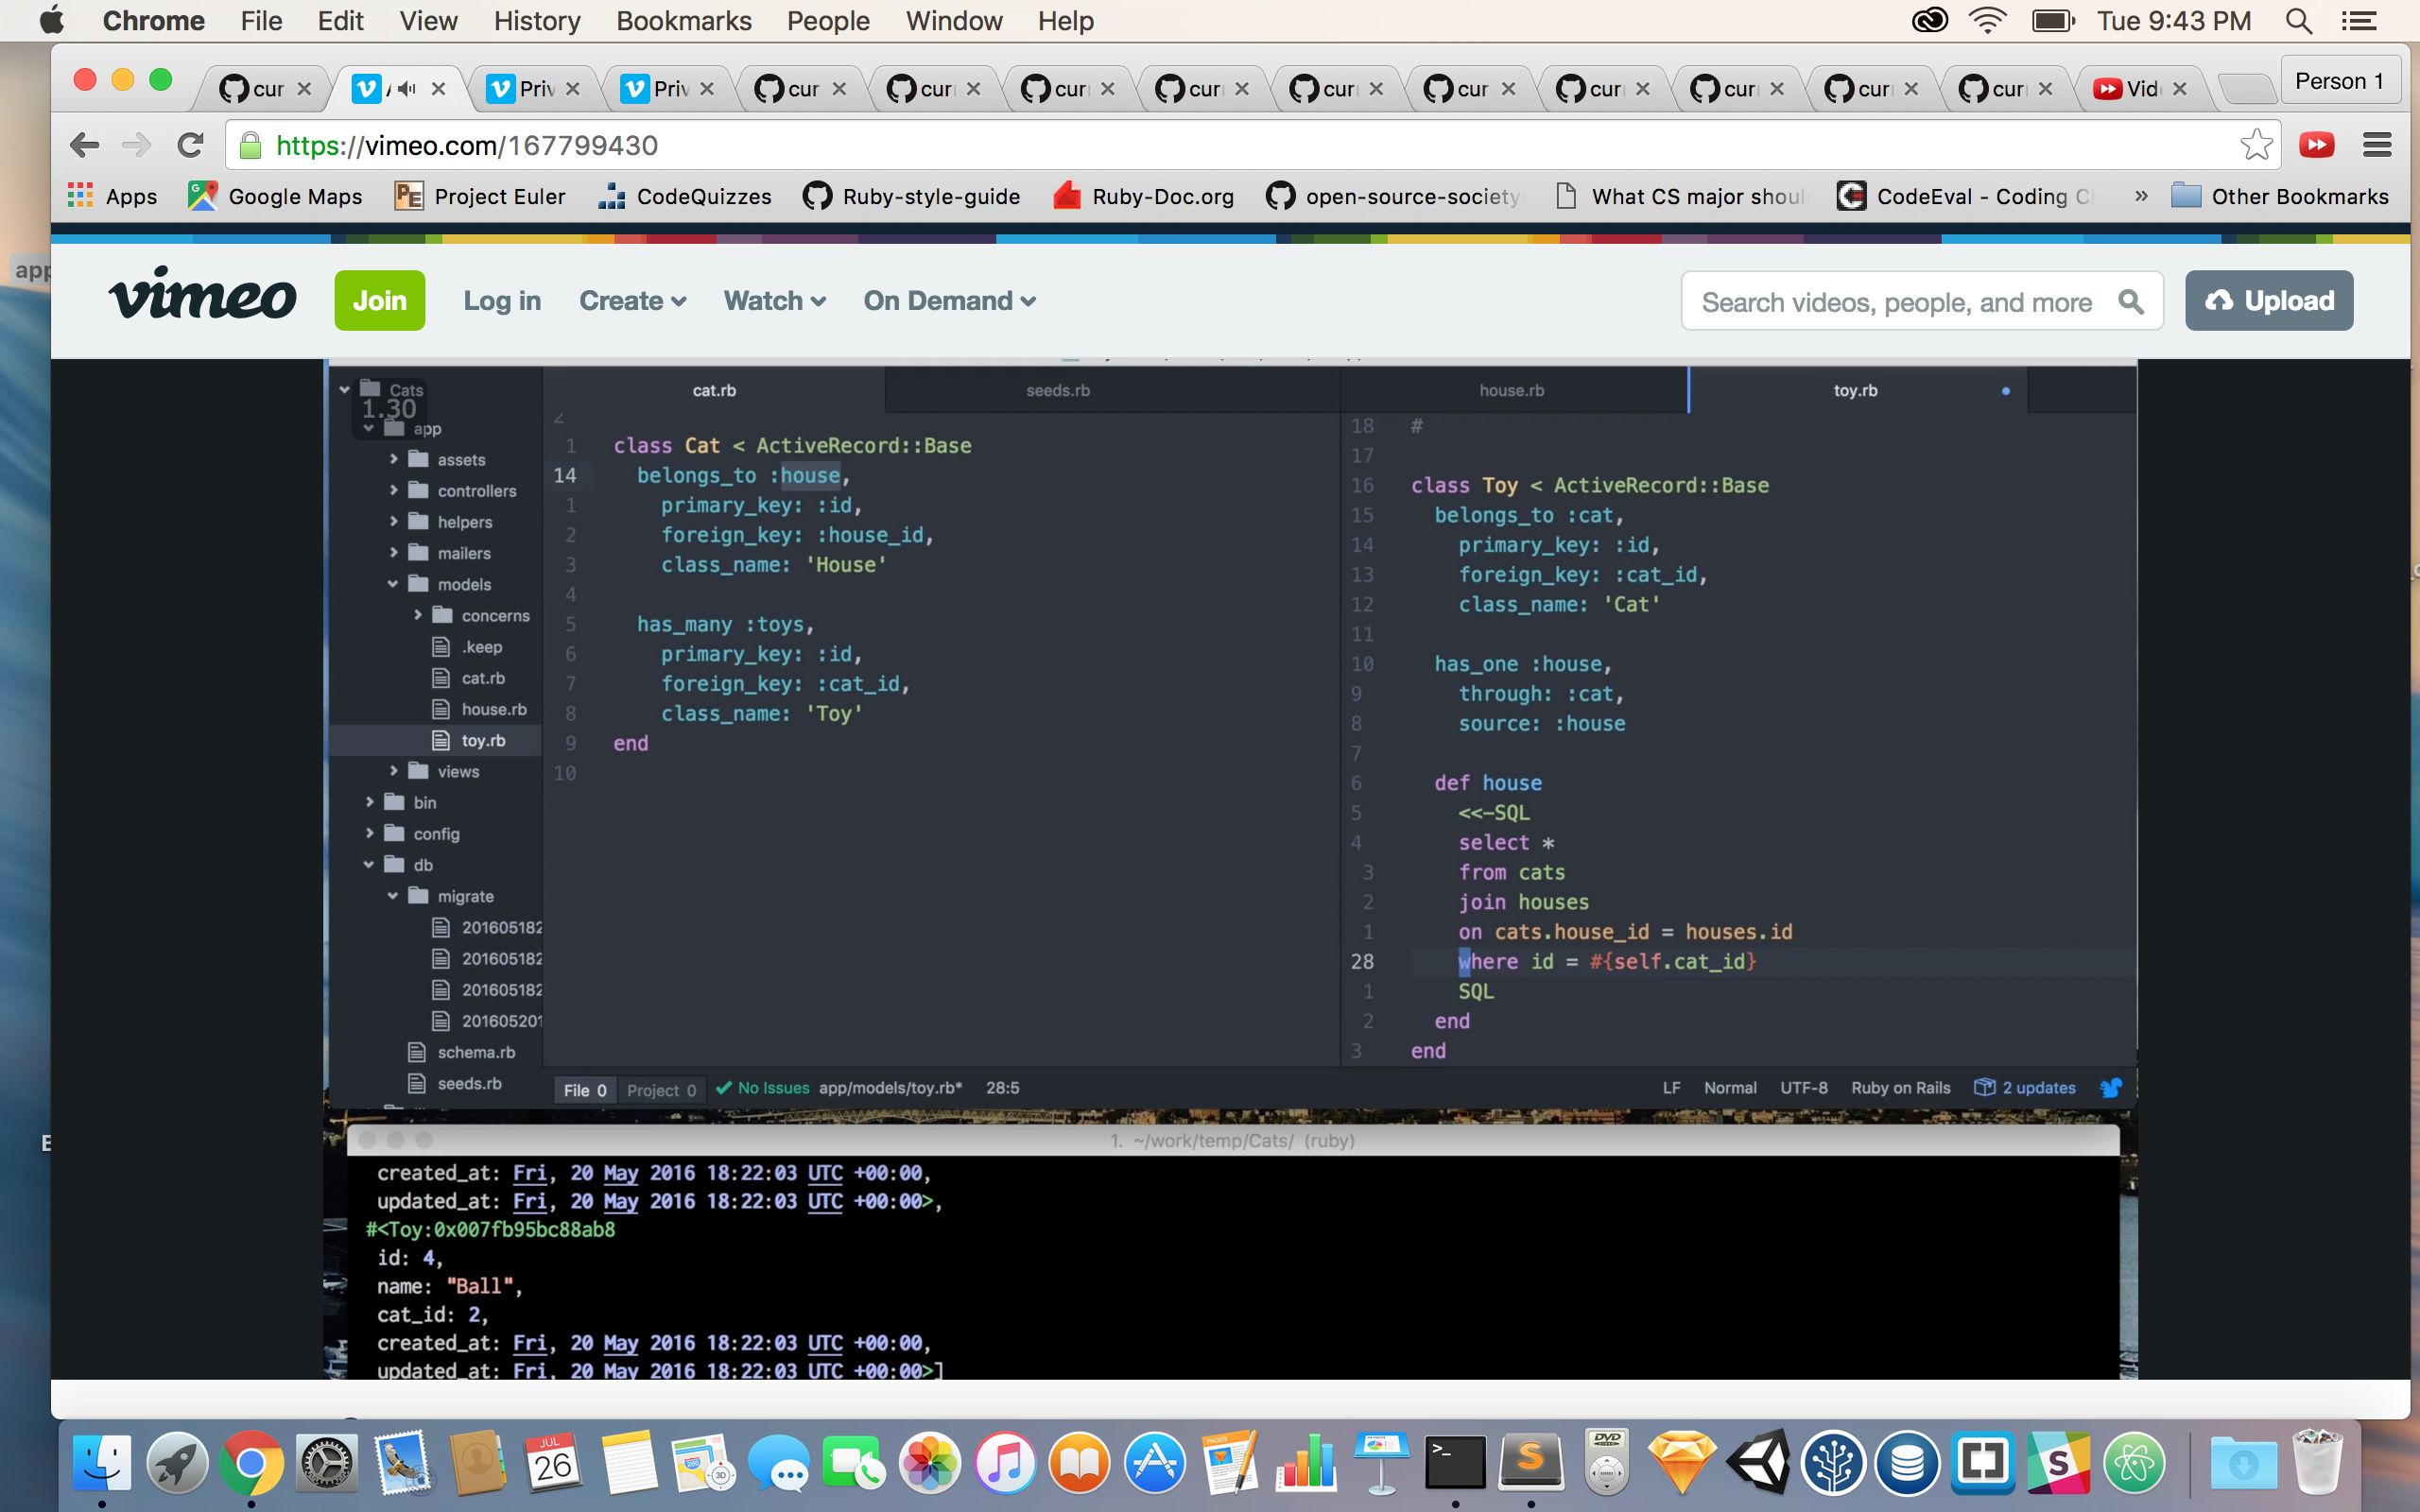 Chrome File Edit View History Bookmarks People Window Help Tue 9:43 PM
cur Priv Priv cur cur cur cur cur cur cur cur cur cur Vid Person 1
https://vimeo.com/167799430
Apps Google Maps Project Euler CodeQuizzes Ruby-style-guide Ruby-Doc.org open-source-society What CS major shoul CodeEval - Coding C » Other Bookmarks
app
vimeo Join Log in Create Watch On Demand Search videos, people, and more Upload
Cats
1.30
app
assets
controllers
helpers
mailers
models
concerns
.keep
cat.rb
house.rb
toy.rb
views
bin
config
db
migrate
201605182
201605182
201605182
201605201
schema.rb
seeds.rb
cat.rb seeds.rb house.rb toy.rb
2
1 class Cat < ActiveRecord::Base
14 belongs_to :house,
1 primary_key: :id,
2 foreign_key: :house_id,
3 class_name: 'House'
4
5 has_many :toys,
6 primary_key: :id,
7 foreign_key: :cat_id,
8 class_name: 'Toy'
9 end
10
18 #
17
16 class Toy < ActiveRecord::Base
15 belongs_to :cat,
14 primary_key: :id,
13 foreign_key: :cat_id,
12 class_name: 'Cat'
11
10 has_one :house,
9 through: :cat,
8 source: :house
7
6 def house
5 <<-SQL
4 select *
3 from cats
2 join houses
1 on cats.house_id = houses.id
28 where id = #{self.cat_id}
1 SQL
2 end
3 end
File 0 Project 0 No Issues app/models/toy.rb* 28:5 LF Normal UTF-8 Ruby on Rails 2 updates
1. ~/work/temp/Cats/ (ruby)
created_at: Fri, 20 May 2016 18:22:03 UTC +00:00,
updated_at: Fri, 20 May 2016 18:22:03 UTC +00:00>,
#<Toy:0x007fb95bc88ab8
id: 4,
name: "Ball",
cat_id: 2,
created_at: Fri, 20 May 2016 18:22:03 UTC +00:00,
updated_at: Fri, 20 May 2016 18:22:03 UTC +00:00>]
JUL
26
PAGES
DVD